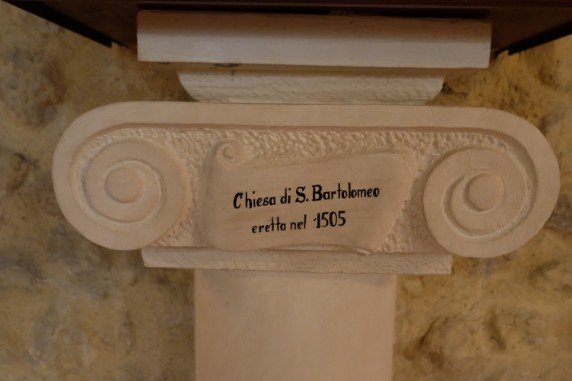 Chiesa di S. Bartolomeo
eretta nel 1505